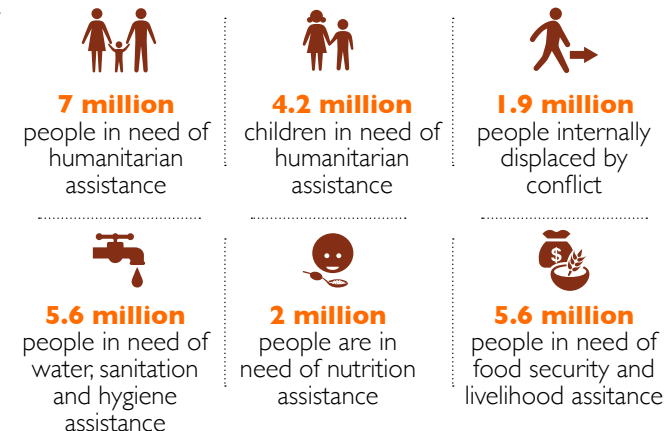 7 million
people in need of
humanitarian
assistance
4.2 million
children in need of
humanitarian
assistance
1.9 million
people internally
displaced by
conflict
5.6 million
people in need of
water, sanitation
and hygiene
assistance
2 million
people are in
need of nutrition
assistance
$
5.6 million
people in need of
food security and
livelihood assitance